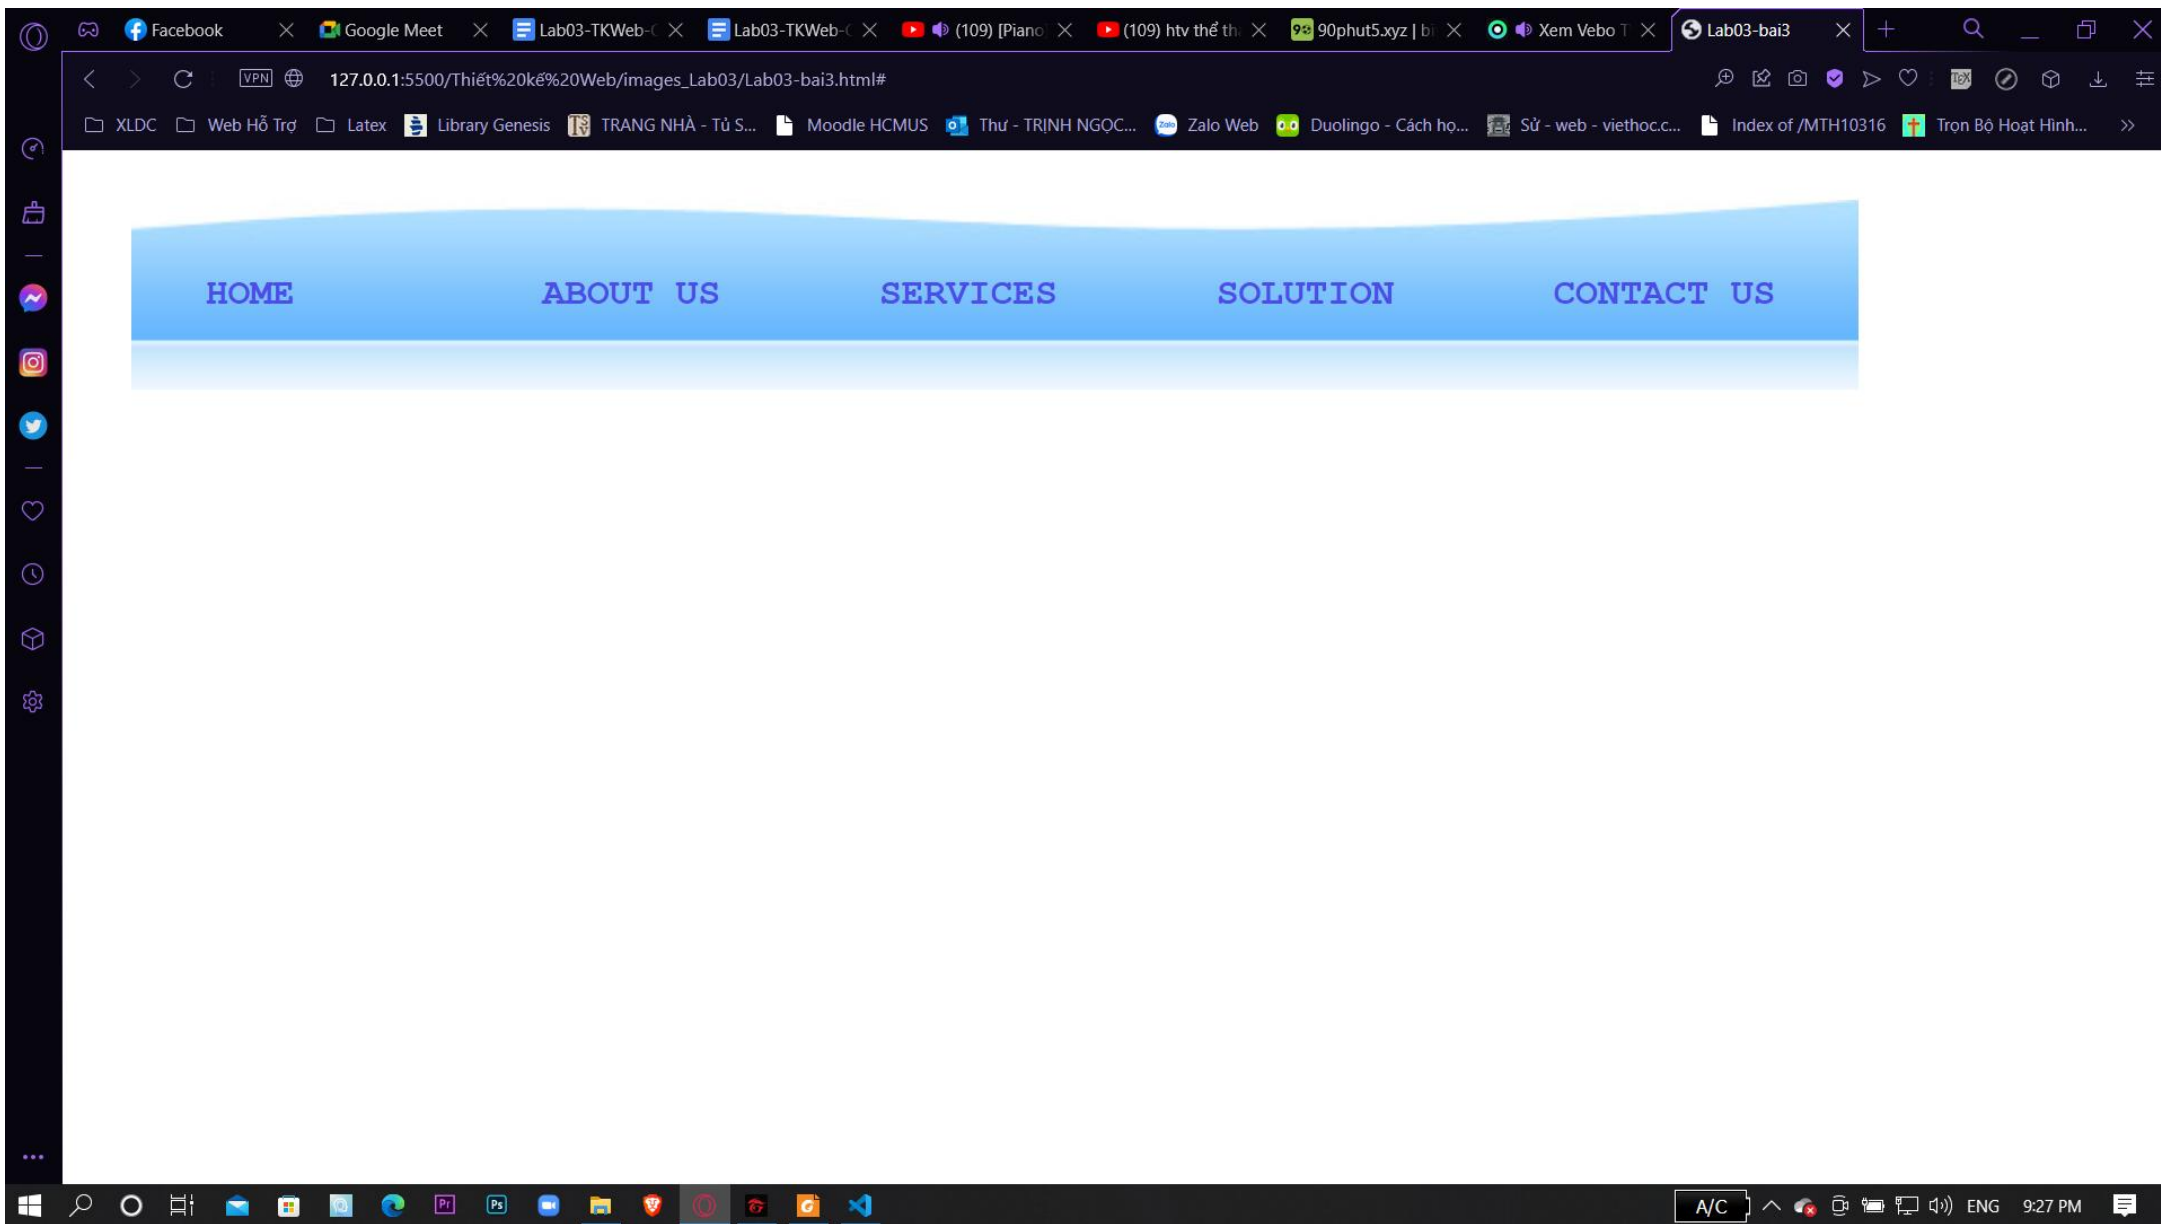 Facebook Google Meet Lab03-TKWeb-( Lab03-TKWeb-( (109) [Piano (109) htv thể th 90phut5.xyz | b Xem Vebo T Lab03-bai3
VPN 127.0.0.1:5500/Thiết%20kế%20Web/images_Lab03/Lab03-bai3.html#
XLDC Web Hỗ Trợ Latex Library Genesis TRANG NHÀ - Tủ S... Moodle HCMUS Thư - TRỊNH NGỌC... Zalo Web Duolingo - Cách họ... Sử - web - viethoc.c... Index of /MTH10316 Trọn Bộ Hoạt Hình...
HOME ABOUT US SERVICES SOLUTION CONTACT US
Pr Ps A/C ENG 9:27 PM